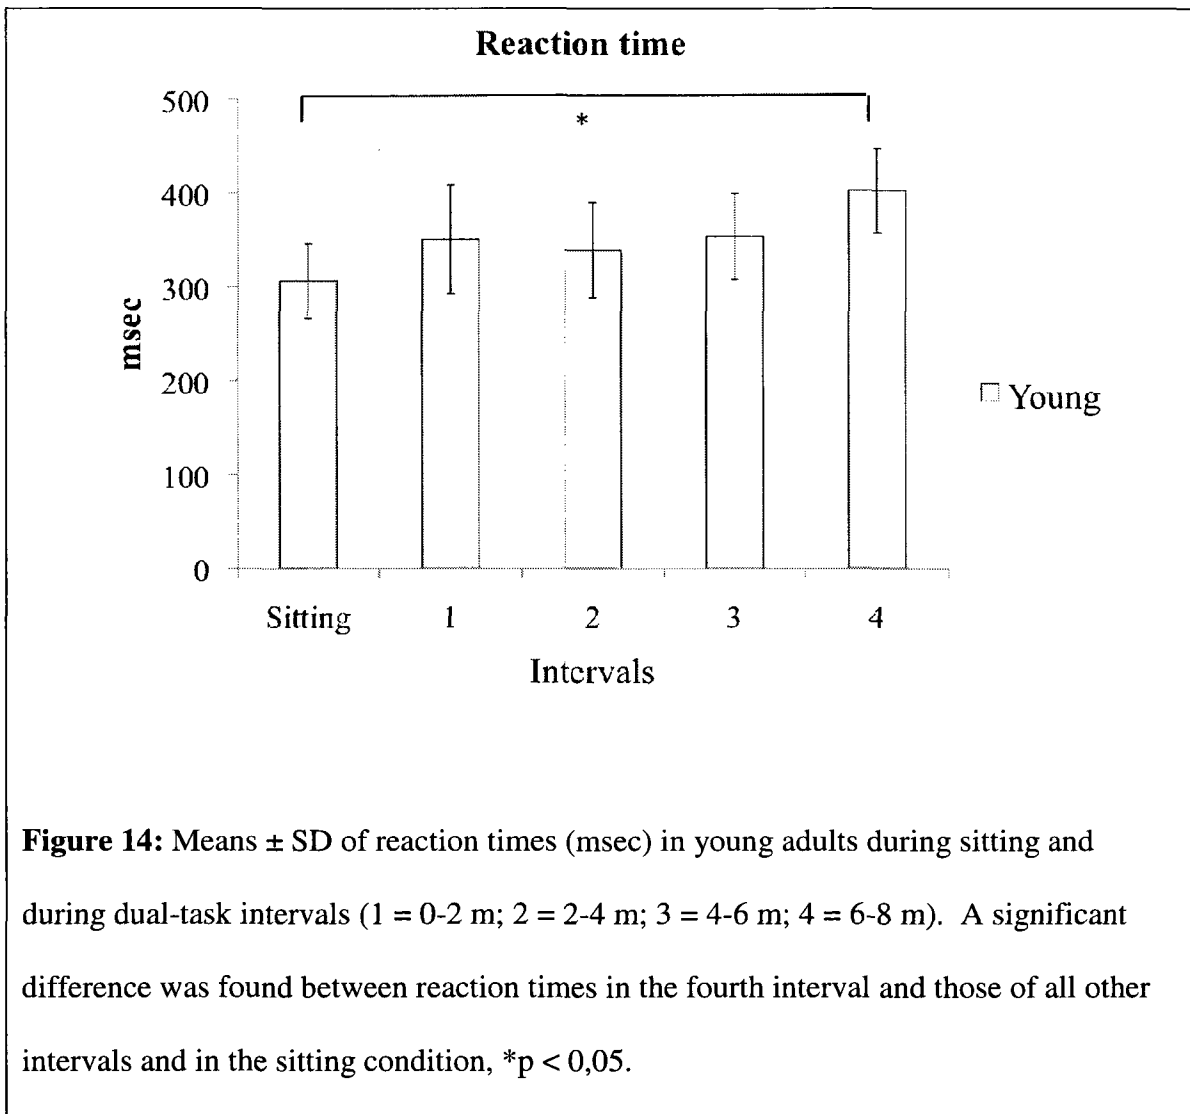 Reaction time
500
*
400
300
msec
200
Young
100
0
Sitting 1 2 3 4
Intervals
Figure 14: Means ± SD of reaction times (msec) in young adults during sitting and
during dual-task intervals (1 = 0-2 m; 2 = 2-4 m; 3 = 4-6 m; 4 = 6-8 m). A significant
difference was found between reaction times in the fourth interval and those of all other
intervals and in the sitting condition, *p < 0,05.